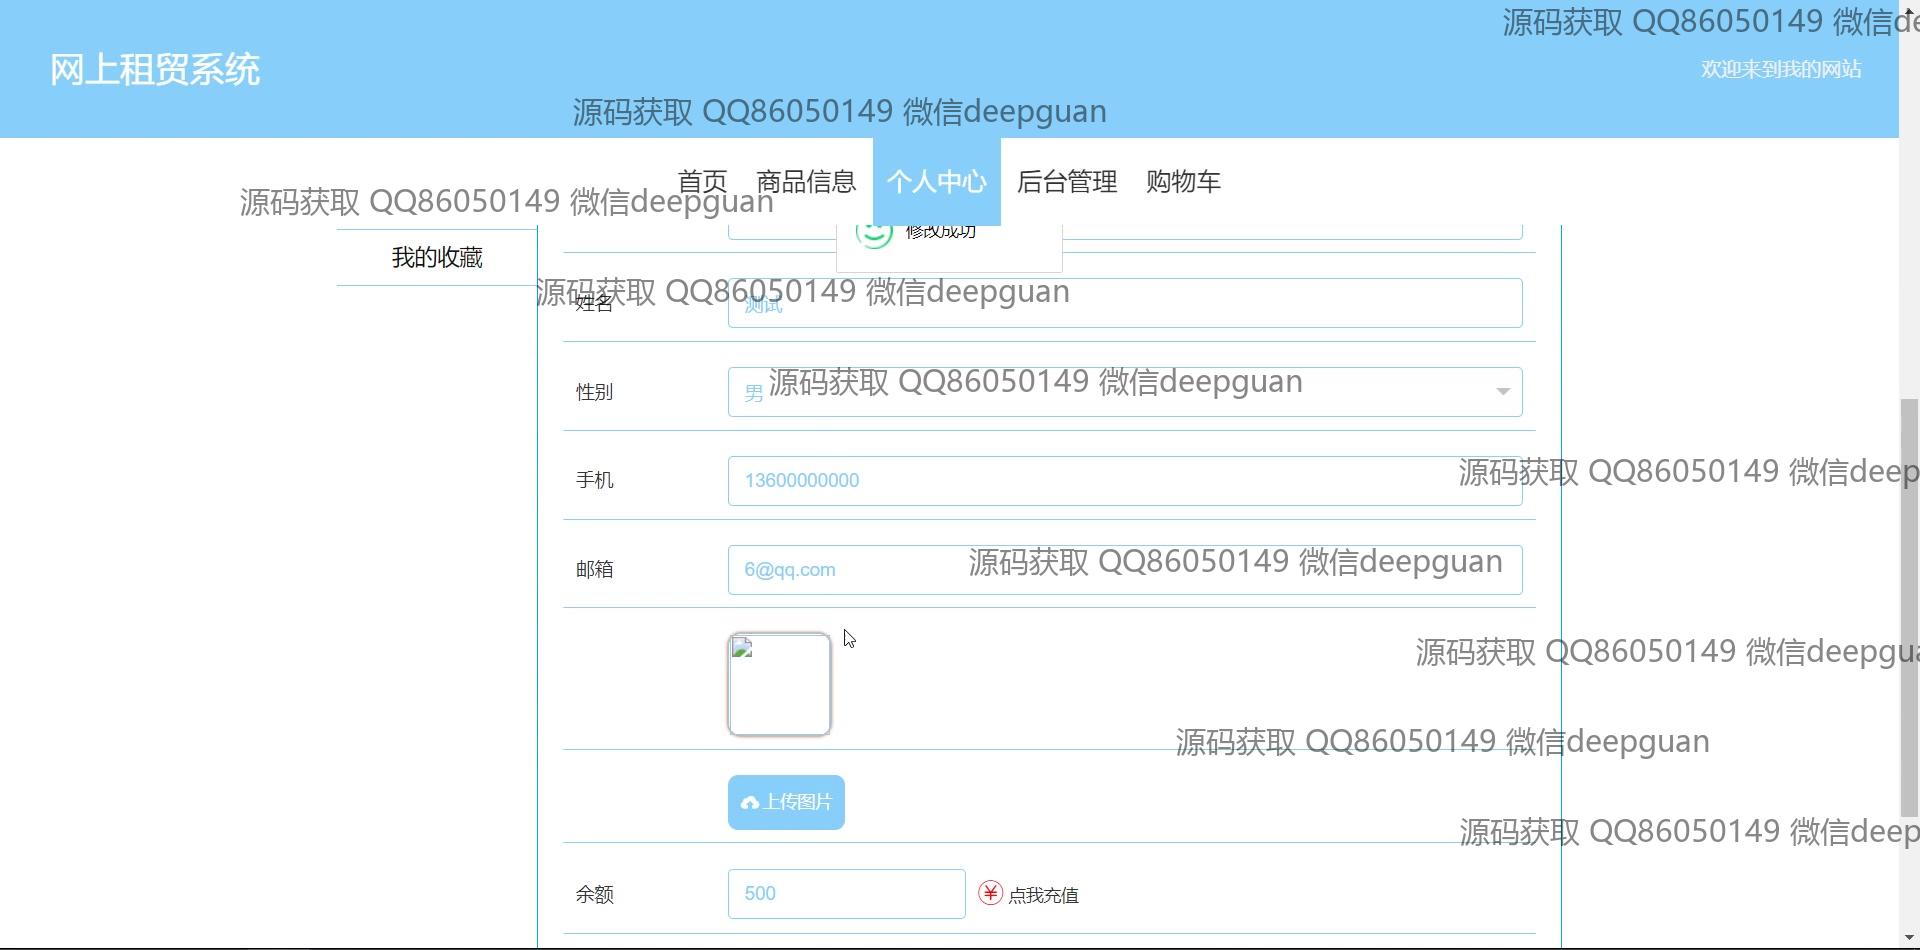 源码获取 QQ86050149 微信de
网上租贸系统
欢迎来到我的网站
源码获取 QQ86050149 微信deepguan
首页 商品信息 个人中心 后台管理 购物车
源码获取 QQ86050149 微信deepguan
修改成功
我的收藏
源码获取 QQ86050149 微信deepguan
姓名 测试
源码获取 QQ86050149 微信deepguan
性别 男
源码获取 QQ86050149 微信deep
手机 13600000000
源码获取 QQ86050149 微信deepguan
邮箱 6@qq.com
源码获取 QQ86050149 微信deepgua
源码获取 QQ86050149 微信deepguan
上传图片
源码获取 QQ86050149 微信deep
余额 500 ¥ 点我充值